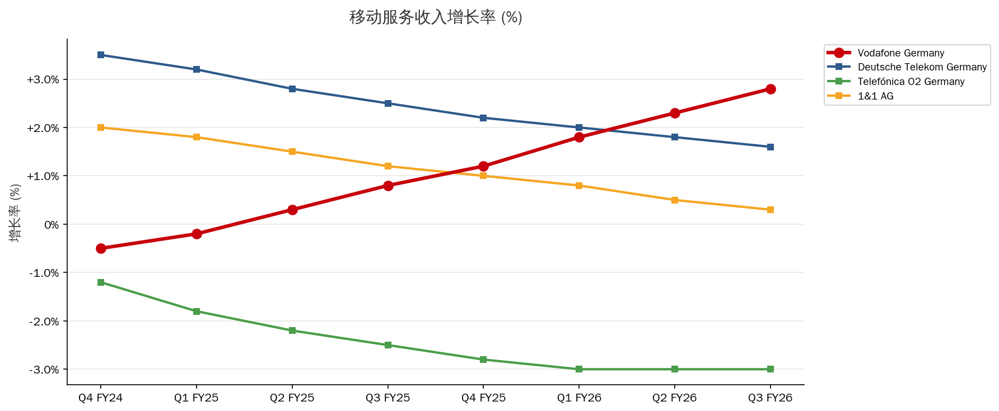 移动服务收入增长率 (%)
增长率 (%)
+3.0%
+2.0%
+1.0%
0%
-1.0%
-2.0%
-3.0%
Q4 FY24
Q1 FY25
Q2 FY25
Q3 FY25
Q4 FY25
Q1 FY26
Q2 FY26
Q3 FY26
Vodafone Germany
Deutsche Telekom Germany
Telefónica O2 Germany
1&1 AG